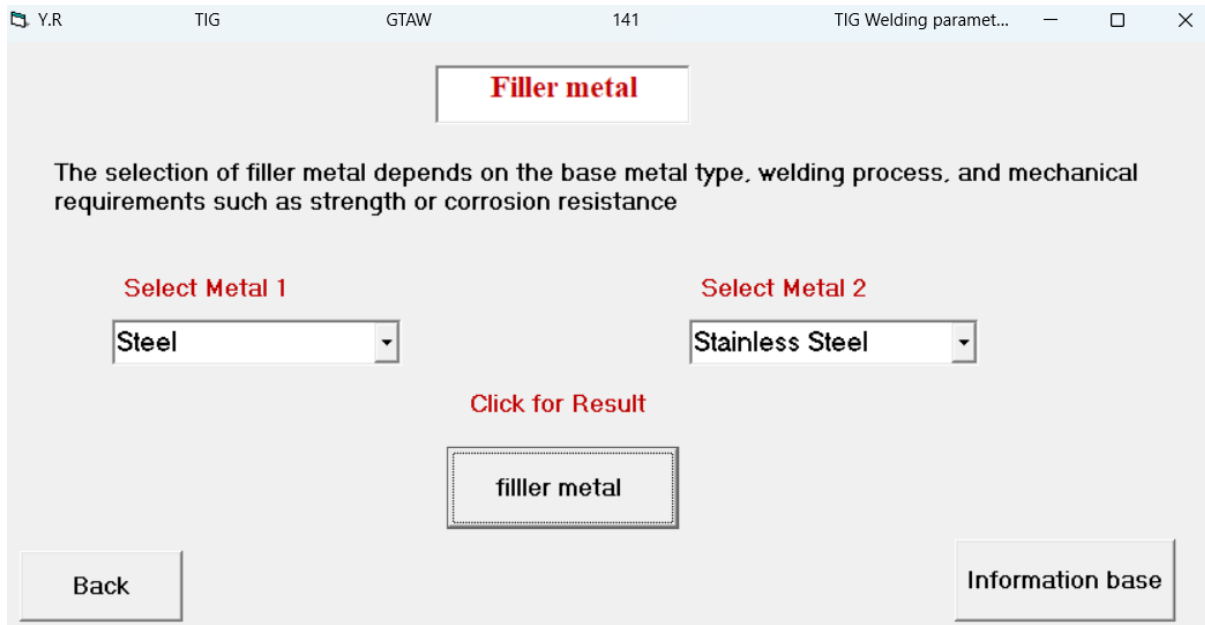 Y.R TIG GTAW 141 TIG Welding paramet...
Filler metal
The selection of filler metal depends on the base metal type, welding process, and mechanical
requirements such as strength or corrosion resistance
Select Metal 1 Select Metal 2
Steel Stainless Steel
Click for Result
filller metal
Back Information base